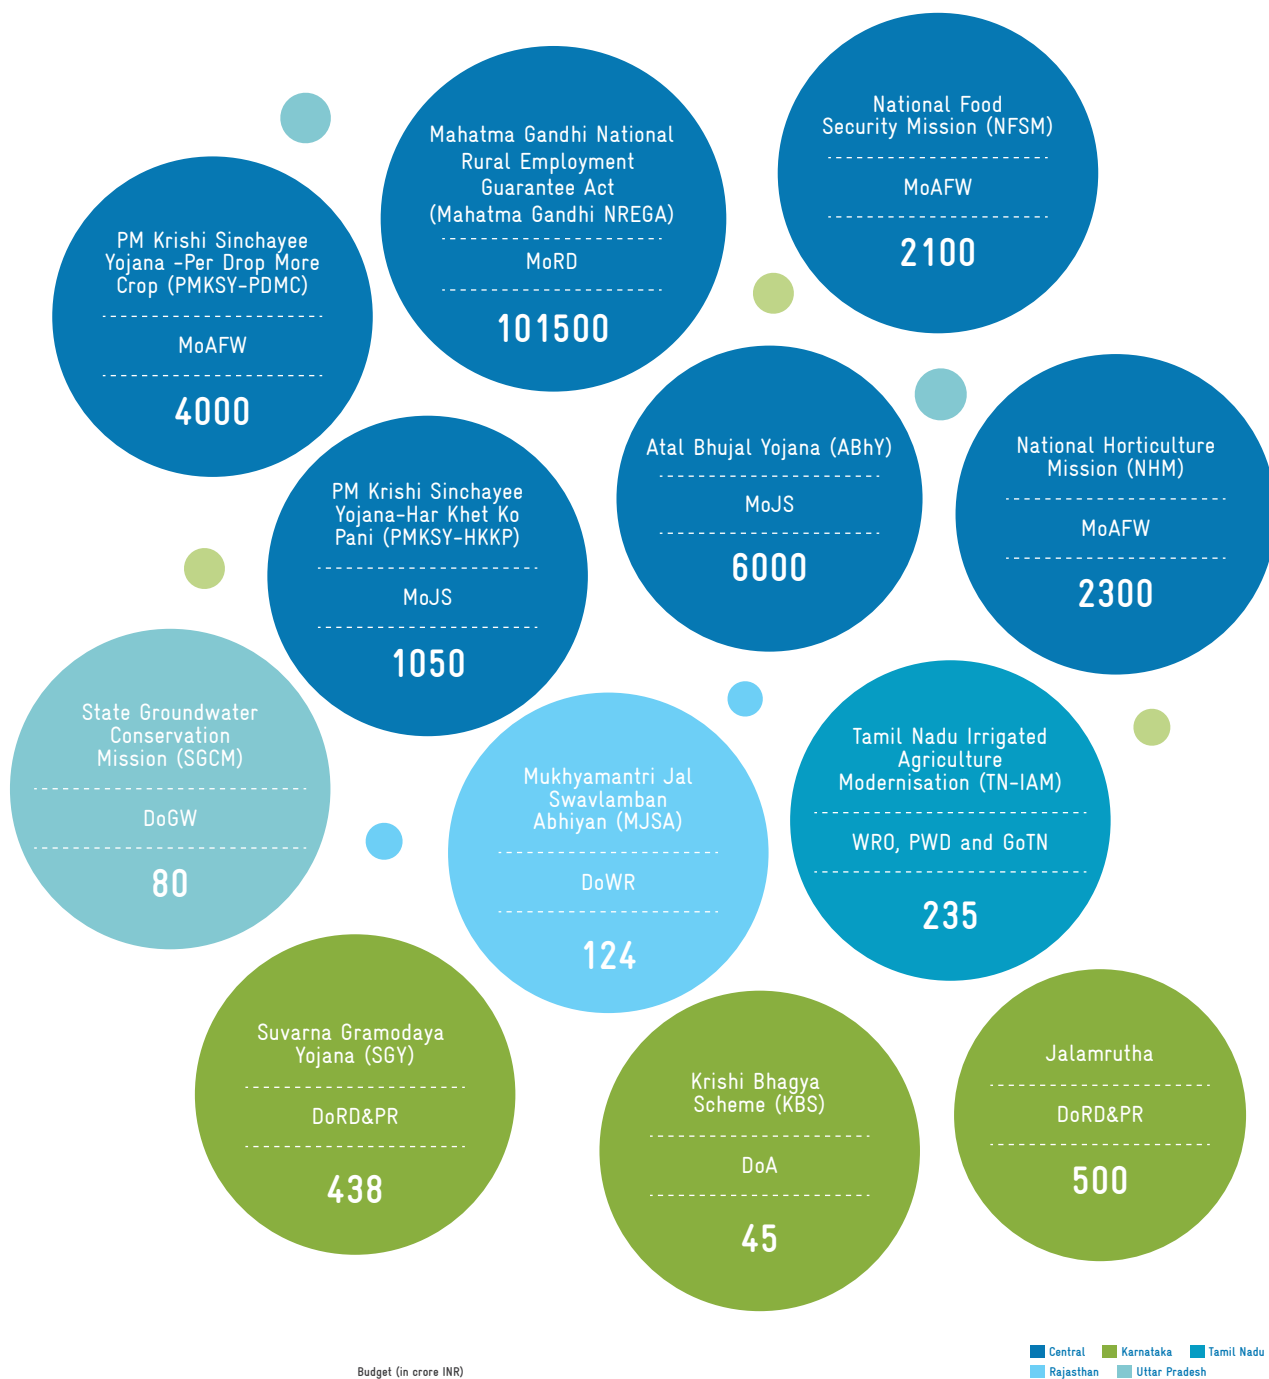 National Food
Security Mission (NFSM)
MoAFW
2100
Mahatma Gandhi National
Rural Employment
Guarantee Act
(Mahatma Gandhi NREGA)
MoRD
101500
PM Krishi Sinchayee
Yojana -Per Drop More
Crop (PMKSY-PDMC)
MoAFW
4000
Atal Bhujal Yojana (ABhY)
MoJS
6000
National Horticulture
Mission (NHM)
MoAFW
2300
PM Krishi Sinchayee
Yojana-Har Khet Ko
Pani (PMKSY-HKKP)
MoJS
1050
State Groundwater
Conservation
Mission (SGCM)
DoGW
80
Mukhyamantri Jal
Swavlamban
Abhiyan (MJSA)
DoWR
124
Tamil Nadu Irrigated
Agriculture
Modernisation (TN-IAM)
WRO, PWD and GoTN
235
Suvarna Gramodaya
Yojana (SGY)
DoRD&PR
438
Krishi Bhagya
Scheme (KBS)
DoA
45
Jalamrutha
DoRD&PR
500
Central Karnataka Tamil Nadu
Rajasthan Uttar Pradesh
Budget (in crore INR)